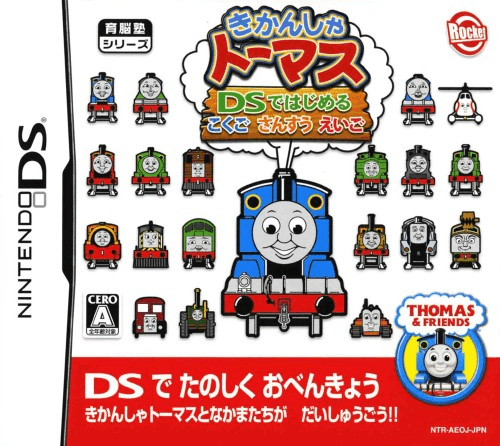 NINTENDO DS
育脳塾
シリーズ
きかんしゃ
トーマス
DSではじめる
こくご さんすう えいご
Rocket
1
CERO
A
全年齢対象
THOMAS
& FRIENDS
DS で たのしく おべんきょう
きかんしゃトーマスとなかまたちが だいしゅうごう!!
NTR-AEOJ-JPN